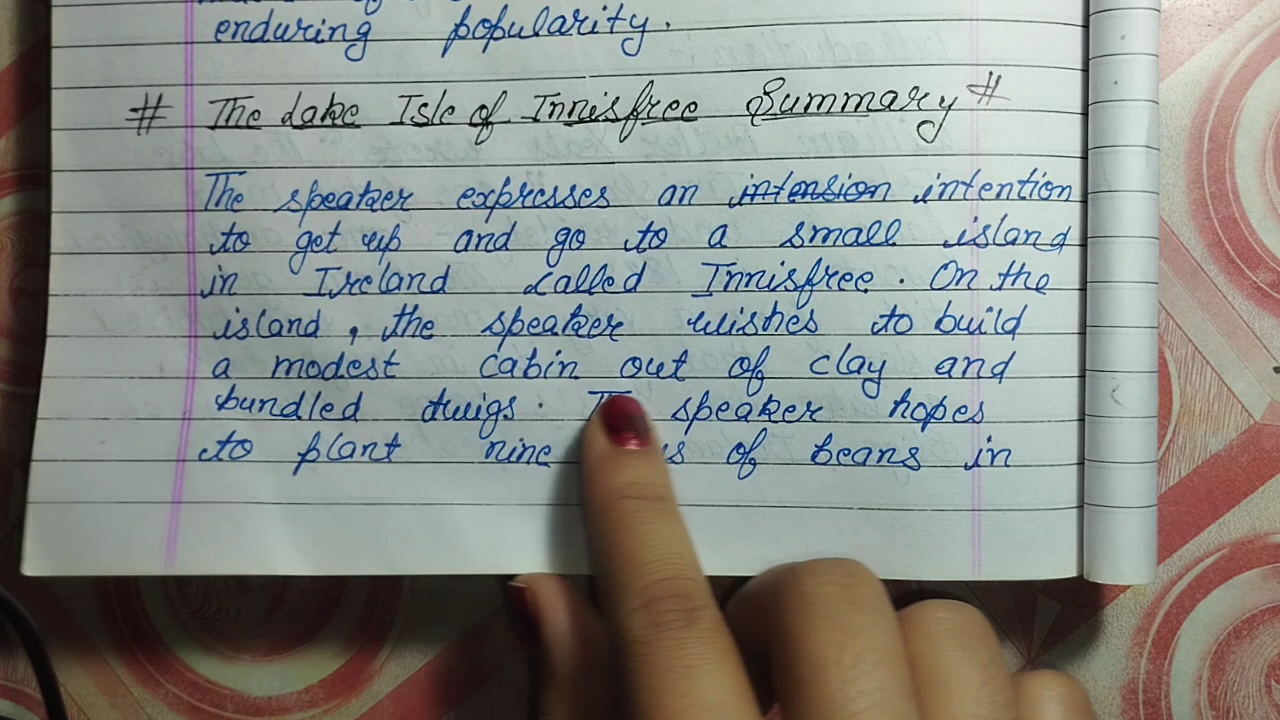 enduring popularity.
# The Lake Isle of Innisfree Summary #
The speaker expresses an intension intention
to get up and go to a small island
in Ireland called Innisfree. On the
island, the speaker wishes to build
a modest cabin out of clay and
bundled twigs. speaker hopes
to plant nine of beans in